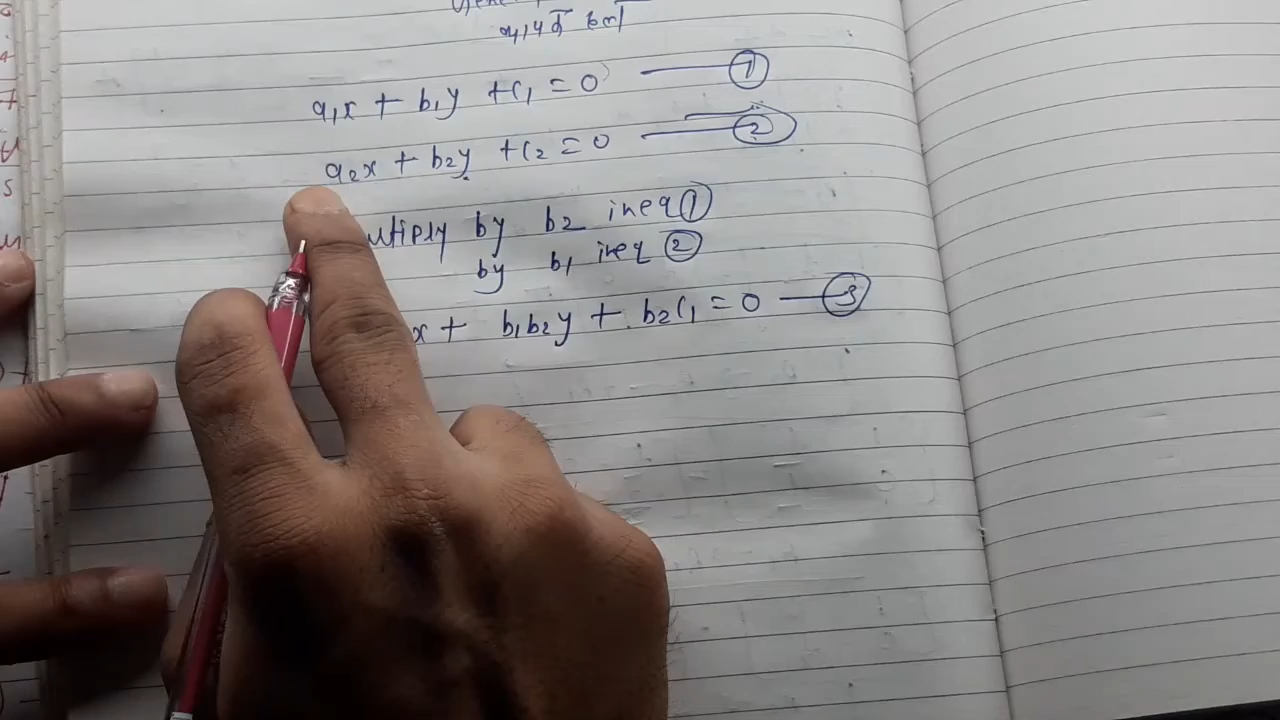 a₁x + b₁y + c₁ = 0 — ①
a₂x + b₂y + c₂ = 0 — ②
by b₂ in eq ①
by b₁ in eq ②
x + b₁b₂y + b₂c₁ = 0 — ③